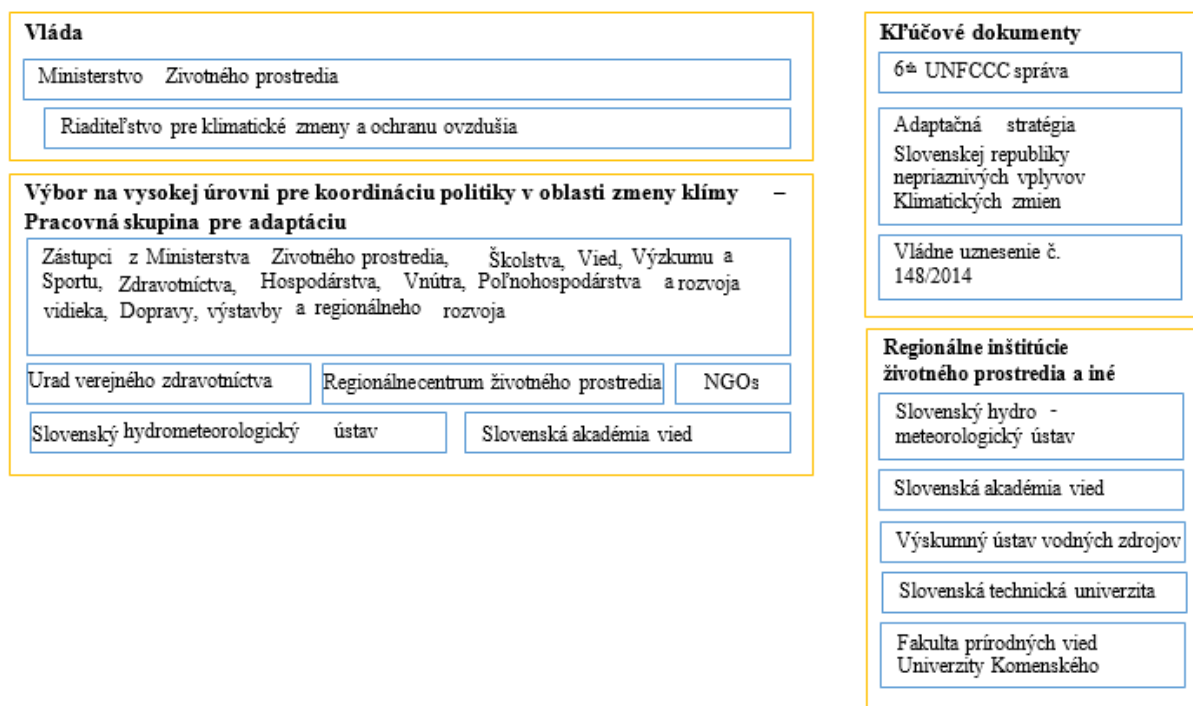 Vláda
Ministerstvo Zivotného prostredia
Riaditeľstvo pre klimatické zmeny a ochranu ovzdušia
Výbor na vysokej úrovni pre koordináciu politiky v oblasti zmeny klímy –
Pracovná skupina pre adaptáciu
Zástupci z Ministerstva Zivotného prostredia, Školstva, Vied, Výzkumu a
Sportu, Zdravotníctva, Hospodárstva, Vnútra, Poľnohospodárstva a rozvoja
vidieka, Dopravy, výstavby a regionálneho rozvoja
Urad verejného zdravotníctva
Regionálnecentrum životného prostredia
NGOs
Slovenský hydrometeorologický ústav
Slovenská akadémia vied
Kľúčové dokumenty
6th UNFCCC správa
Adaptačná stratégia
Slovenskej republiky
nepriaznivých vplyvov
Klimatických zmien
Vládne uznesenie č.
148/2014
Regionálne inštitúcie
životného prostredia a iné
Slovenský hydro -
meteorologický ústav
Slovenská akadémia vied
Výskumný ústav vodných zdrojov
Slovenská technická univerzita
Fakulta prírodných vied
Univerzity Komenského